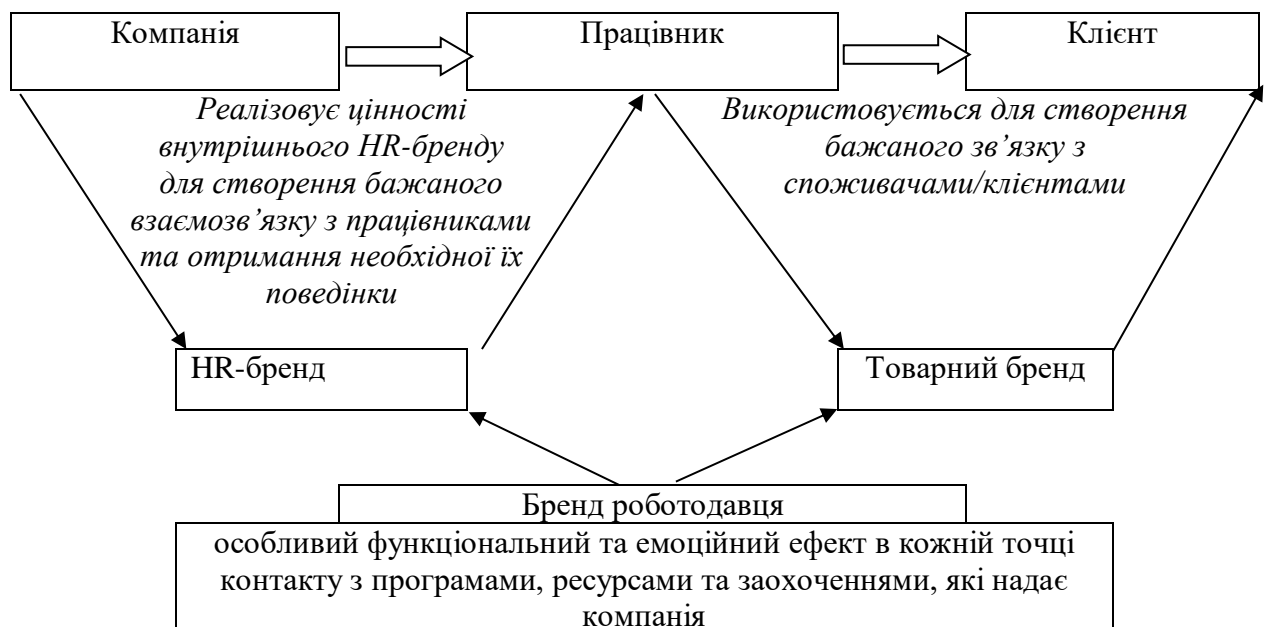 Компанія
Працівник
Клієнт
Реалізовує цінності
внутрішнього HR-бренду
для створення бажаного
взаємозв’язку з працівниками
та отримання необхідної їх
поведінки
Використовується для створення
бажаного зв’язку з
споживачами/клієнтами
HR-бренд
Товарний бренд
Бренд роботодавця
особливий функціональний та емоційний ефект в кожній точці
контакту з програмами, ресурсами та заохоченнями, які надає
компанія